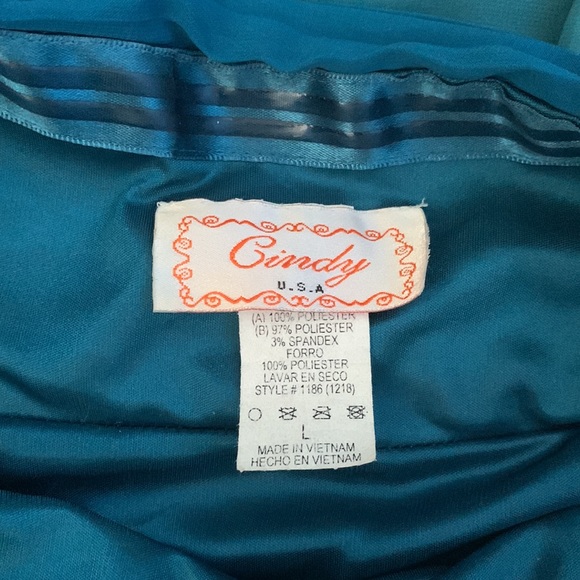 Cindy
U.S.A
(A) 100% POLIESTER
(B) 97% POLIESTER
3% SPANDEX
FORRO
100% POLIESTER
LAVAR EN SECO
STYLE # 1186 (1218)
L
MADE IN VIETNAM
HECHO EN VIETNAM